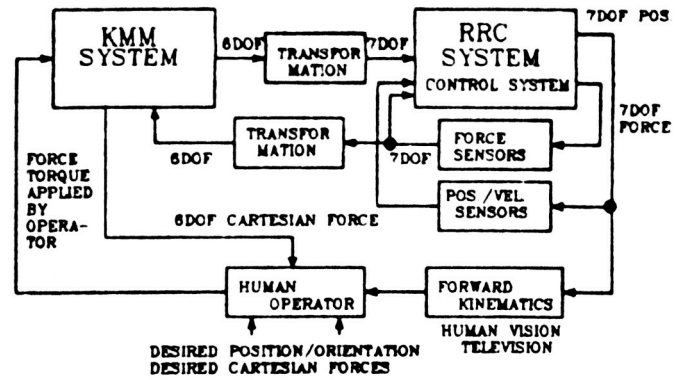 KMM
SYSTEM
6DOF
TRANSFOR
MATION
7DOF
RRC
SYSTEM
CONTROL SYSTEM
7DOF POS
7DOF
FORCE
TRANSFOR
MATION
6DOF
7DOF
FORCE
SENSORS
POS/VEL
SENSORS
FORCE
TORQUE
APPLIED
BY
OPERA-
TOR
6DOF CARTESIAN FORCE
HUMAN
OPERATOR
FORWARD
KINEMATICS
HUMAN VISION
TELEVISION
DESIRED POSITION/ORIENTATION
DESIRED CARTESIAN FORCES